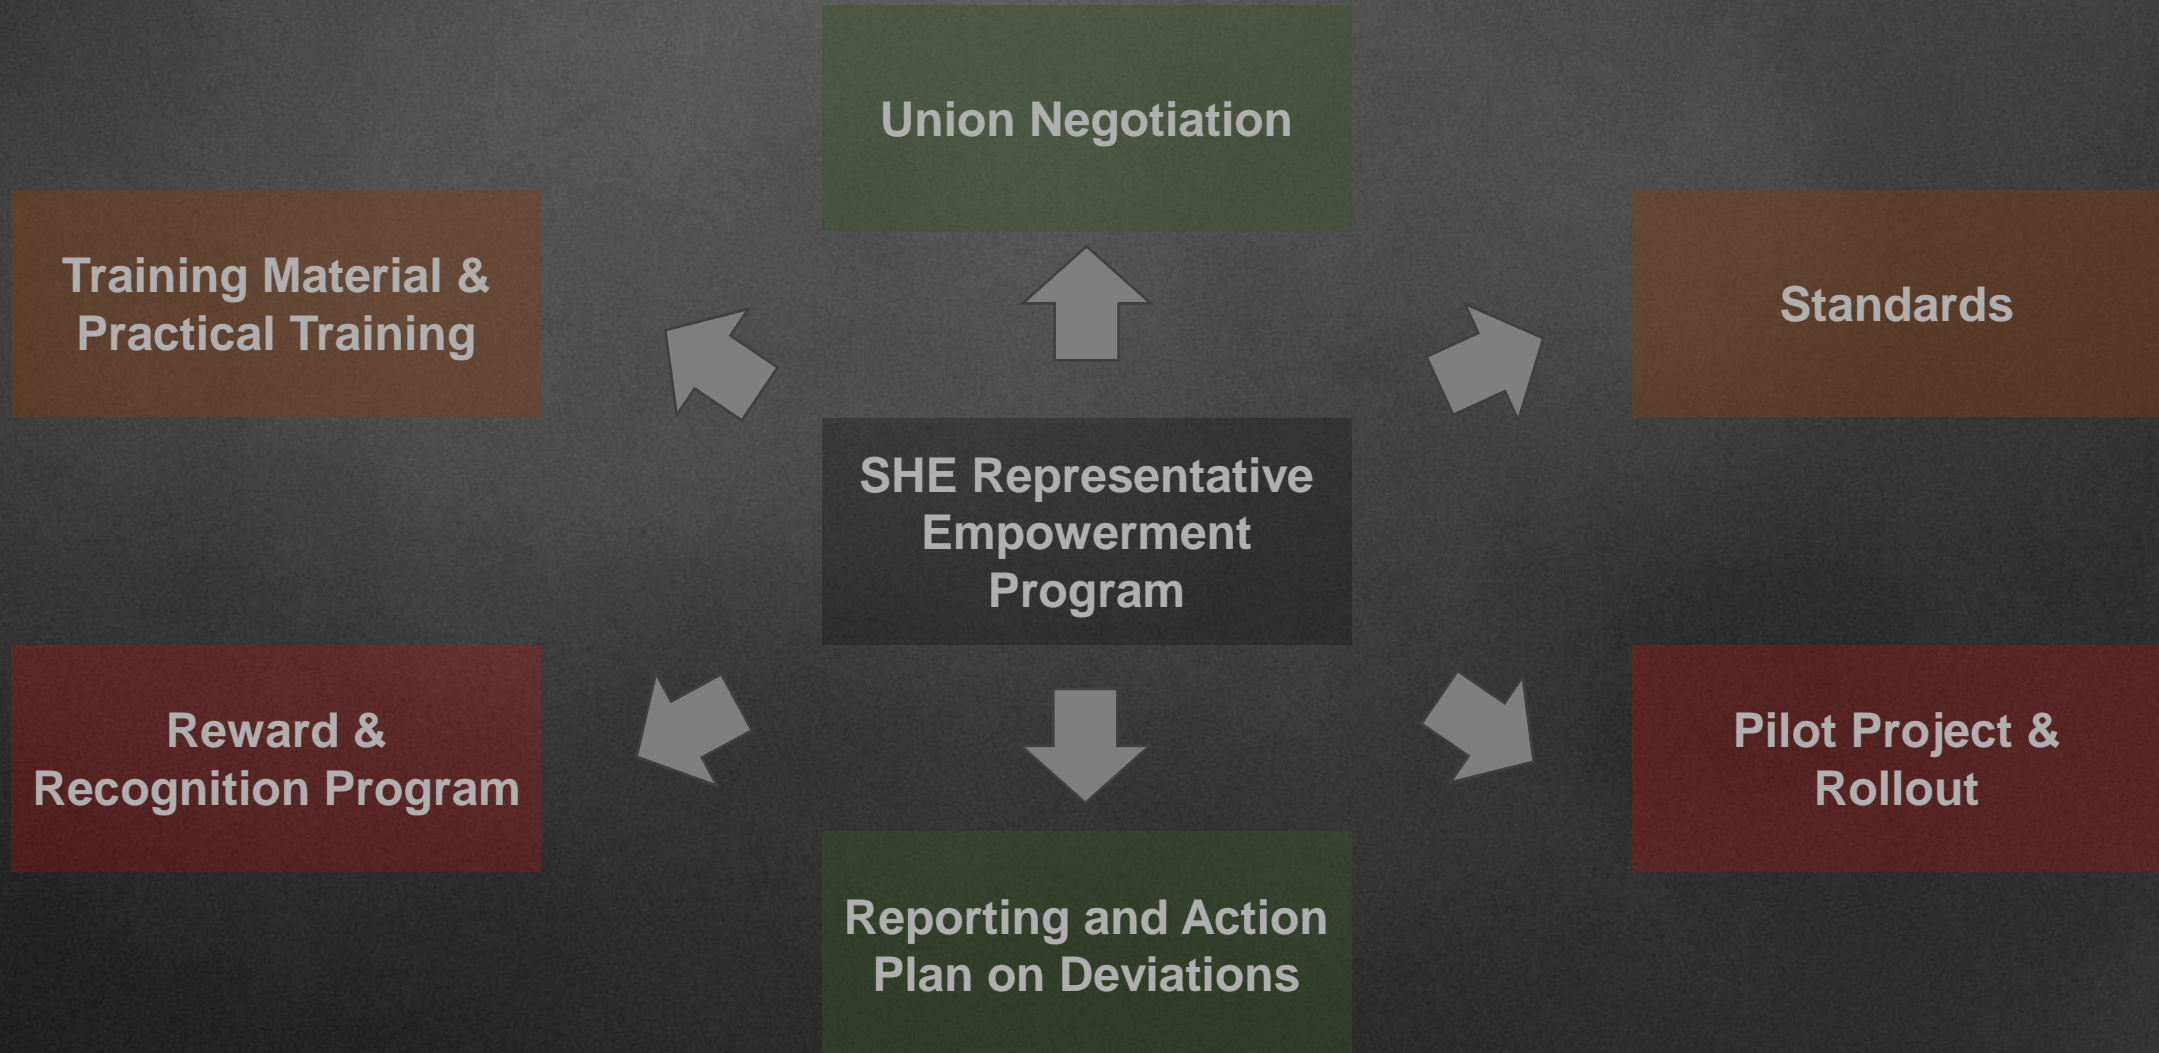 Union Negotiation
Training Material &
Practical Training
Standards
SHE Representative
Empowerment
Program
Reward &
Recognition Program
Pilot Project &
Rollout
Reporting and Action
Plan on Deviations